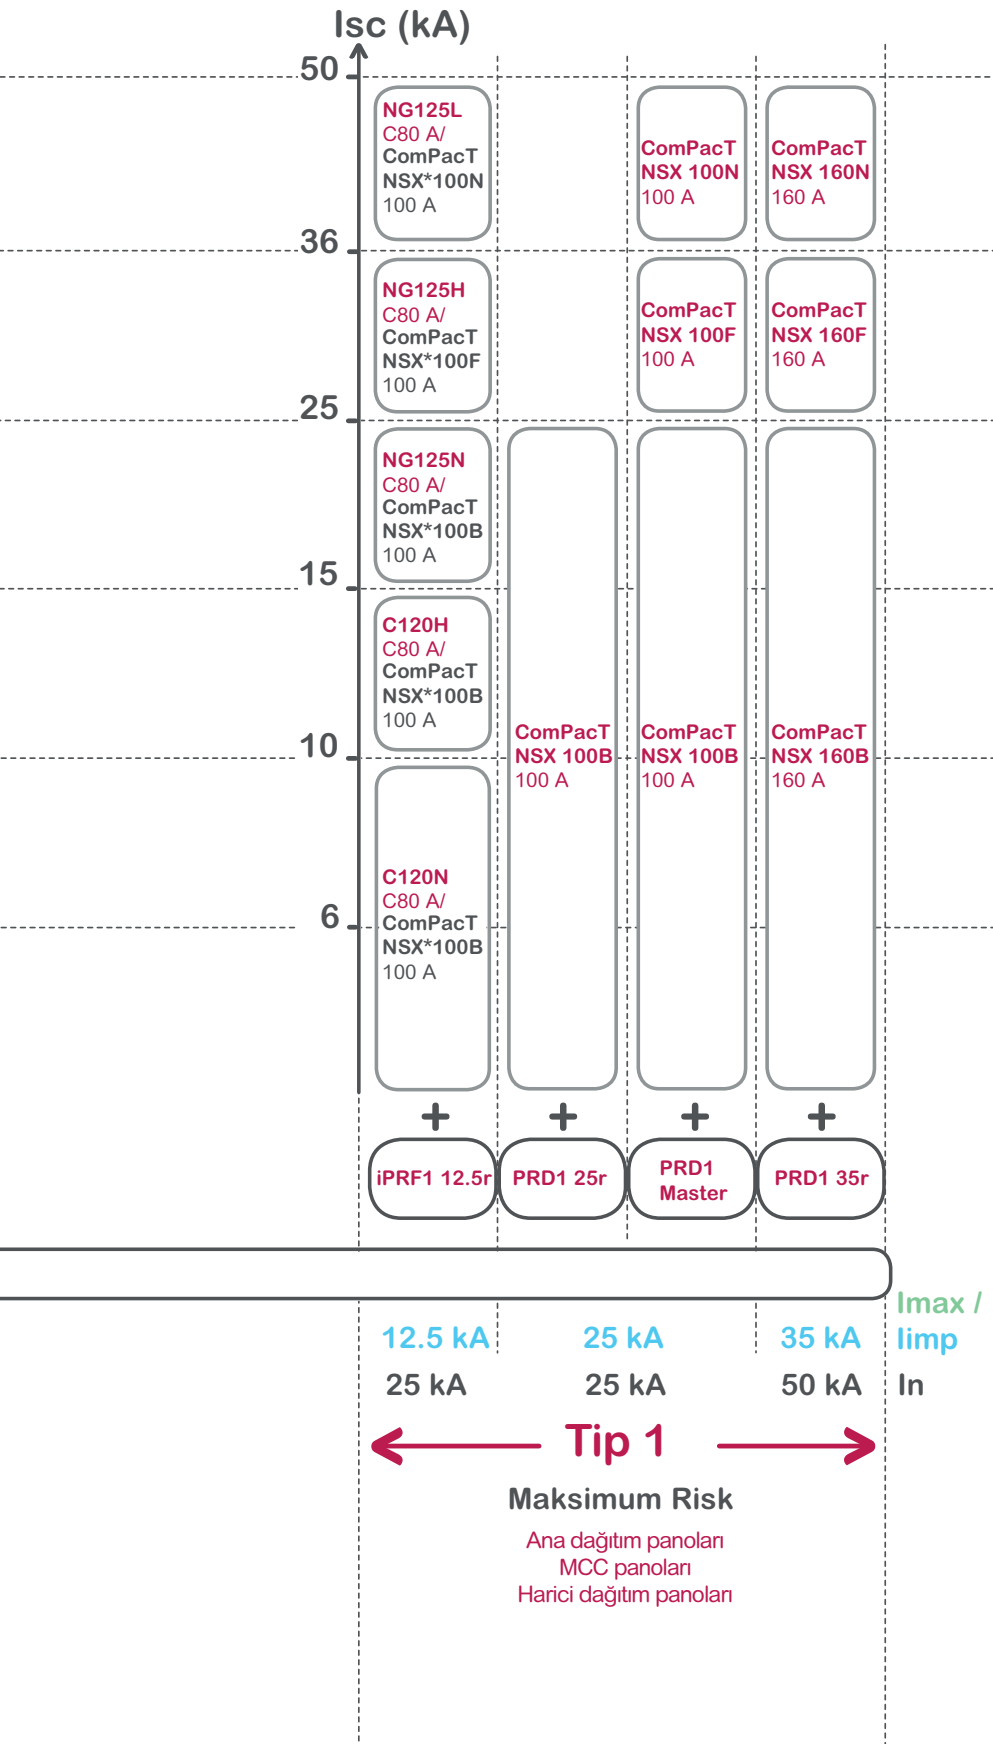 Isc (kA)
50
NG125L
C80 A/
ComPacT
NSX*100N
100 A
ComPacT
NSX 100N
100 A
ComPacT
NSX 160N
160 A
36
NG125H
C80 A/
ComPacT
NSX*100F
100 A
ComPacT
NSX 100F
100 A
ComPacT
NSX 160F
160 A
25
NG125N
C80 A/
ComPacT
NSX*100B
100 A
15
C120H
C80 A/
ComPacT
NSX*100B
100 A
10
ComPacT
NSX 100B
100 A
ComPacT
NSX 100B
100 A
ComPacT
NSX 160B
160 A
C120N
C80 A/
ComPacT
NSX*100B
100 A
6
+ + + +
iPRF1 12.5r
PRD1 25r
PRD1
Master
PRD1 35r
Imax /
12.5 kA 25 kA 35 kA Iimp
25 kA 25 kA 50 kA In
Tip 1
Maksimum Risk
Ana dağıtım panoları
MCC panoları
Harici dağıtım panoları